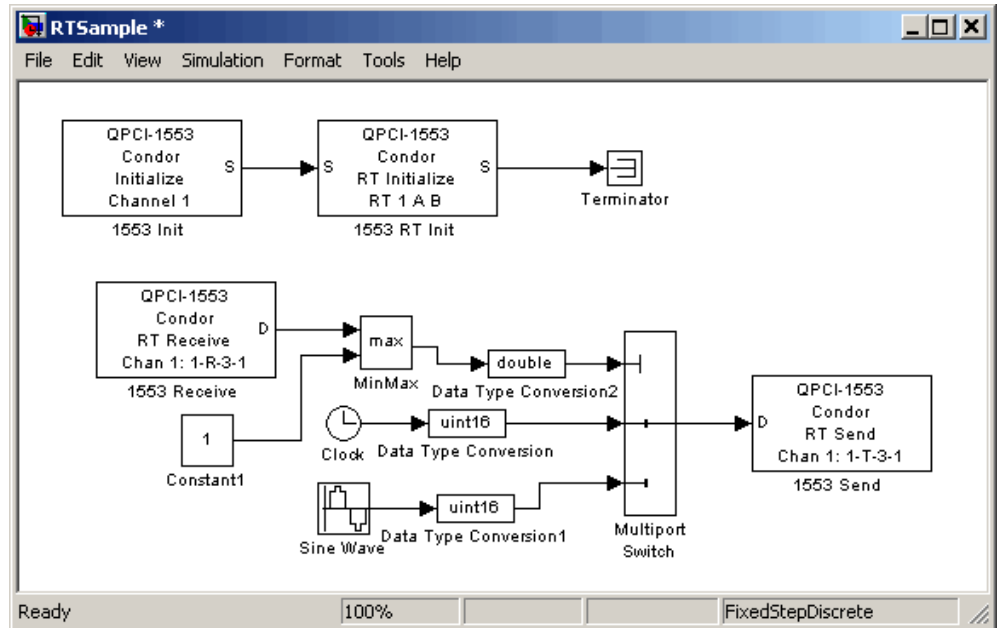 RTSample *
File Edit View Simulation Format Tools Help
QPCI-1553
Condor
Initialize
Channel 1
S
1553 Init
S
QPCI-1553
Condor
RT Initialize
RT 1 A B
S
1553 RT Init
Terminator
QPCI-1553
Condor
RT Receive
Chan 1: 1-R-3-1
D
1553 Receive
max
MinMax
double
Data Type Conversion2
1
Constant1
Clock
uint16
Data Type Conversion
Sine Wave
uint16
Data Type Conversion1
Multiport
Switch
D
QPCI-1553
Condor
RT Send
Chan 1: 1-T-3-1
1553 Send
Ready 100% FixedStepDiscrete